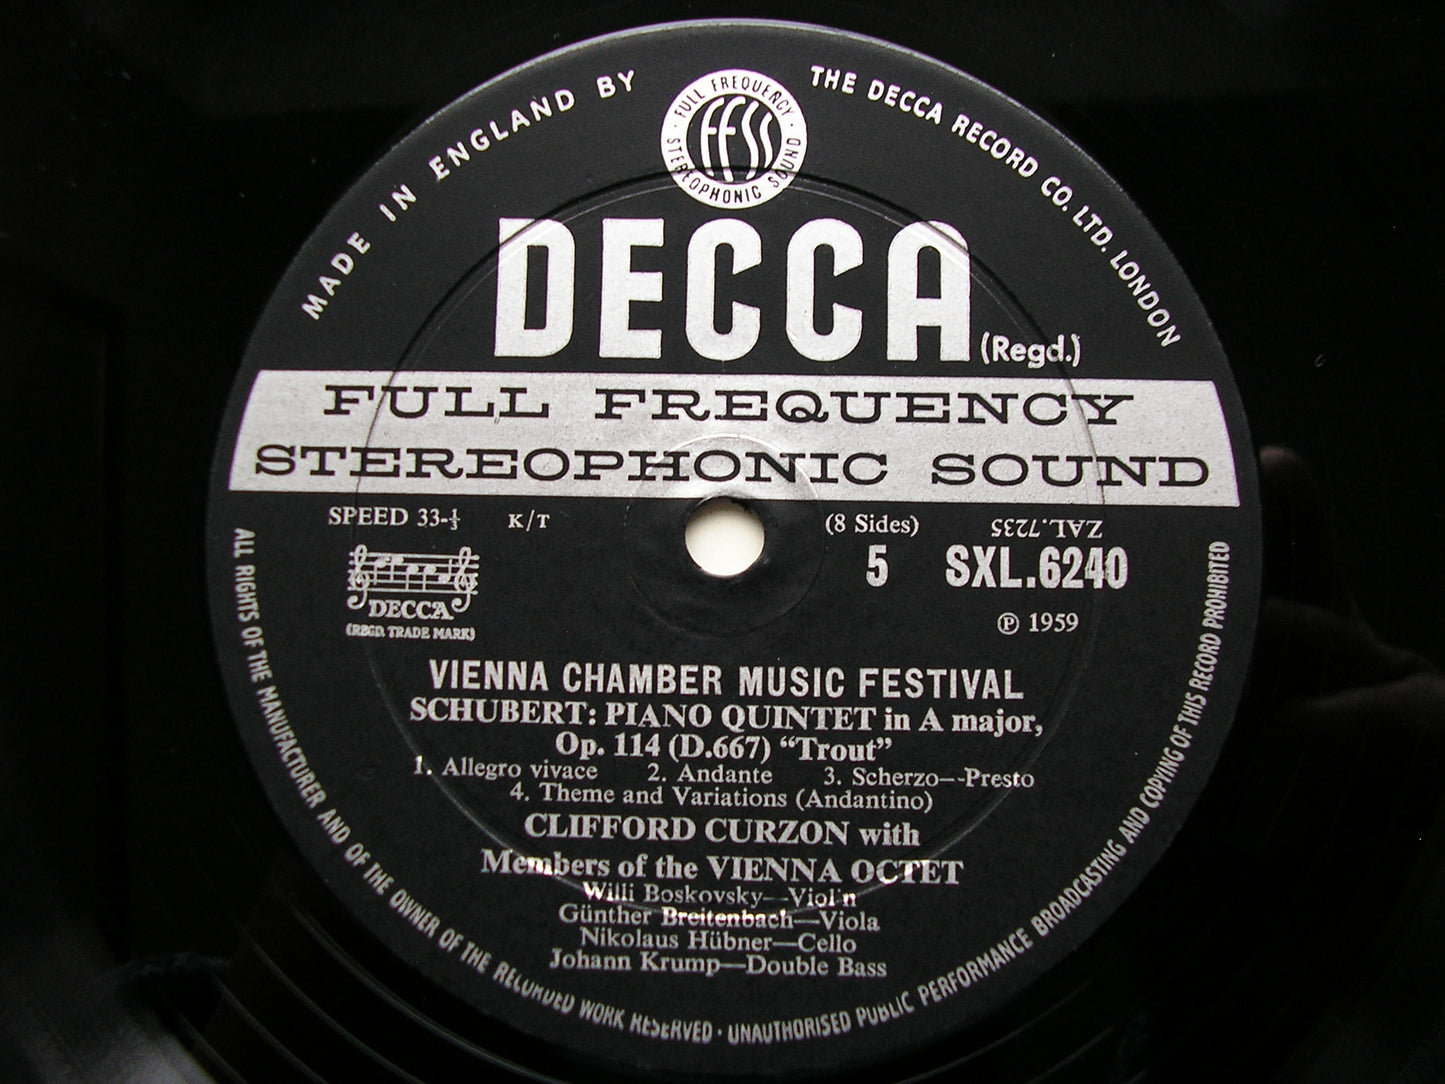 MADE IN ENGLAND BY
THE DECCA RECORD CO. LTD. LONDON
· FULL FREQUENCY ·
STEREOPHONIC SOUND
FFSS
DECCA (Regd.)
FULL FREQUENCY
STEREOPHONIC SOUND
SPEED 33-⅓ K/T (8 Sides) ZAL.7235
5 SXL.6240
DECCA
(REGD. TRADE MARK)
℗ 1959
VIENNA CHAMBER MUSIC FESTIVAL
SCHUBERT: PIANO QUINTET in A major,
Op. 114 (D.667) “Trout”
1. Allegro vivace 2. Andante 3. Scherzo—Presto
4. Theme and Variations (Andantino)
CLIFFORD CURZON with
Members of the VIENNA OCTET
Willi Boskovsky—Violin
Günther Breitenbach—Viola
Nikolaus Hübner—Cello
Johann Krump—Double Bass
ALL RIGHTS OF THE MANUFACTURER AND OF THE OWNER OF THE RECORDED WORK RESERVED · UNAUTHORISED PUBLIC PERFORMANCE BROADCASTING AND COPYING OF THIS RECORD PROHIBITED